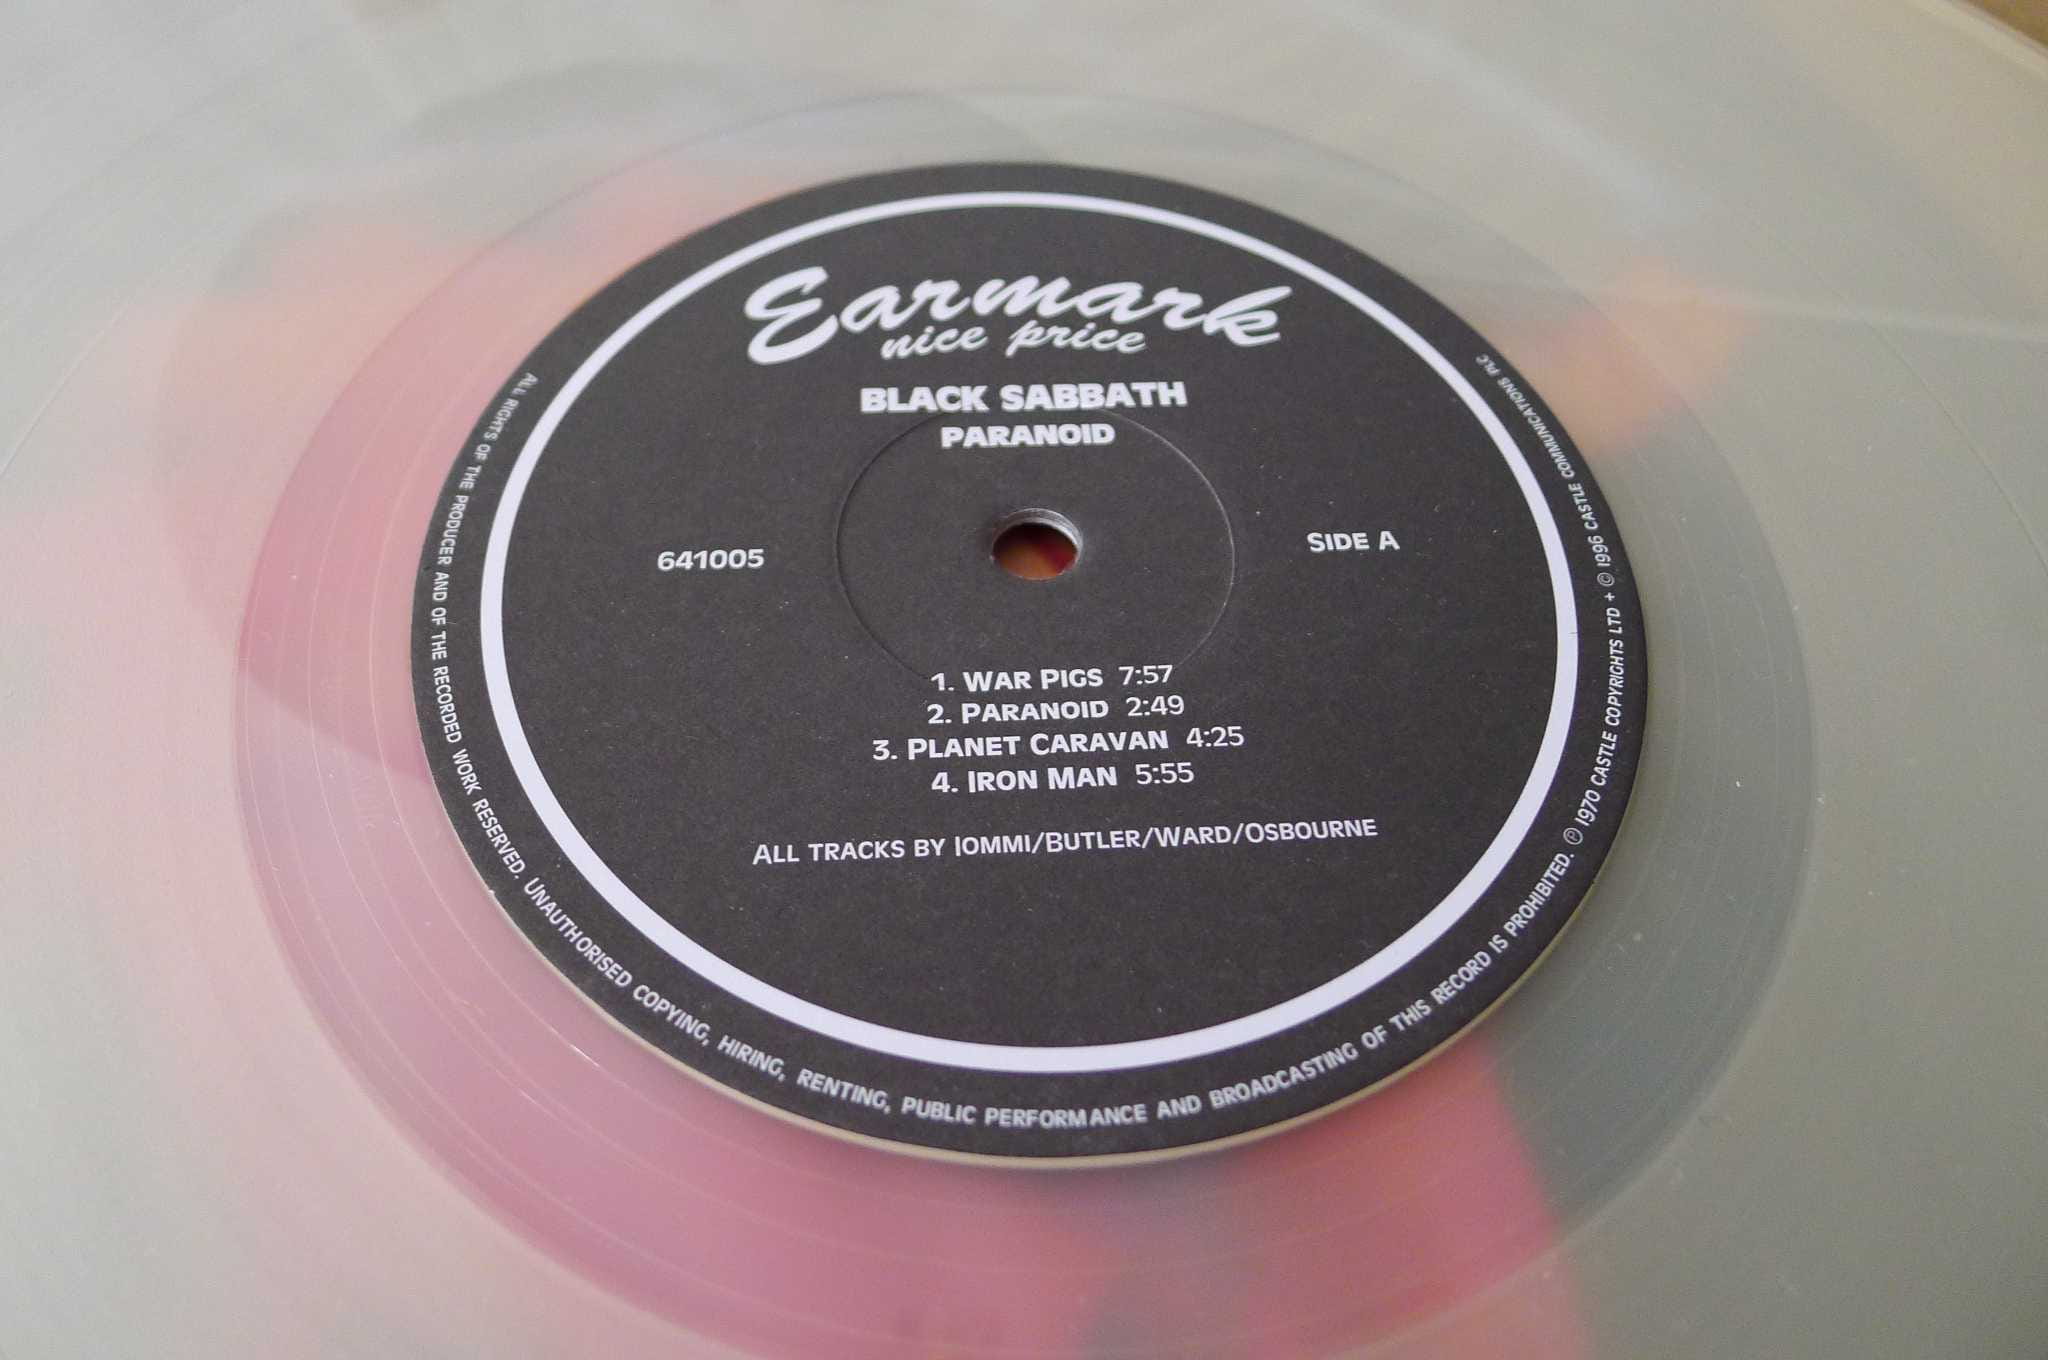 Earmark
nice price
BLACK SABBATH
PARANOID
641005
SIDE A
1. WAR PIGS 7:57
2. PARANOID 2:49
3. PLANET CARAVAN 4:25
4. IRON MAN 5:55
ALL TRACKS BY IOMMI/BUTLER/WARD/OSBOURNE
ALL RIGHTS OF THE PRODUCER AND OF THE RECORDED WORK RESERVED. UNAUTHORISED COPYING, HIRING, RENTING, PUBLIC PERFORMANCE AND BROADCASTING OF THIS RECORD IS PROHIBITED. ℗ 1970 CASTLE COPYRIGHTS LTD + © 1996 CASTLE COMMUNICATIONS PLC